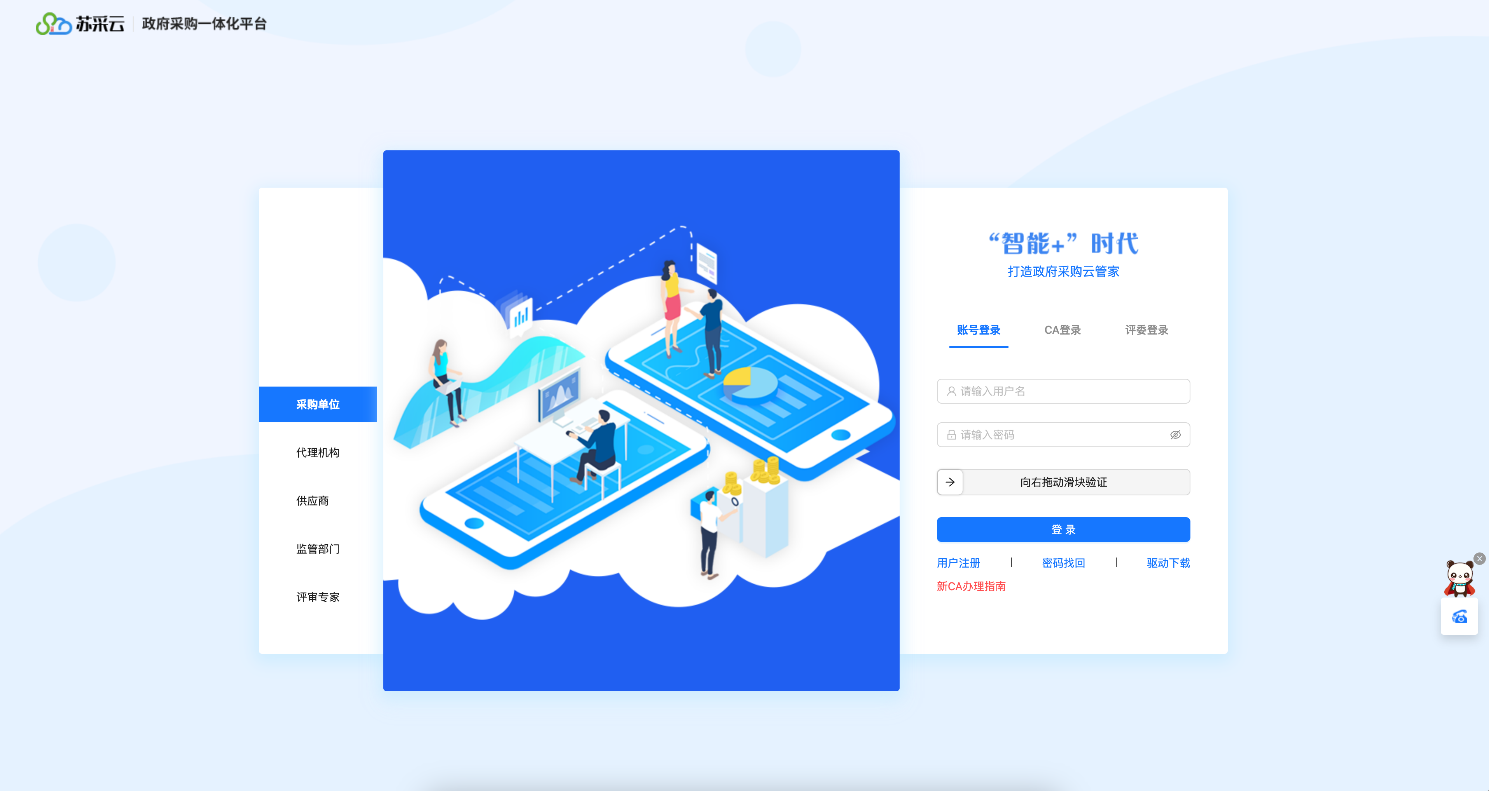 苏采云 政府采购一体化平台
采购单位
代理机构
供应商
监管部门
评审专家
“智能+”时代
打造政府采购云管家
账号登录 CA登录 评委登录
请输入用户名
请输入密码
向右拖动滑块验证
登 录
用户注册 | 密码找回 | 驱动下载
新CA办理指南